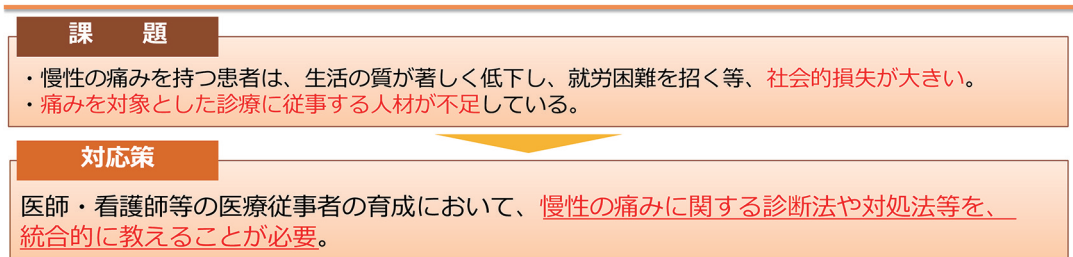 課　題
・慢性の痛みを持つ患者は、生活の質が著しく低下し、就労困難を招く等、社会的損失が大きい。
・痛みを対象とした診療に従事する人材が不足している。
対応策
医師・看護師等の医療従事者の育成において、慢性の痛みに関する診断法や対処法等を、
統合的に教えることが必要。